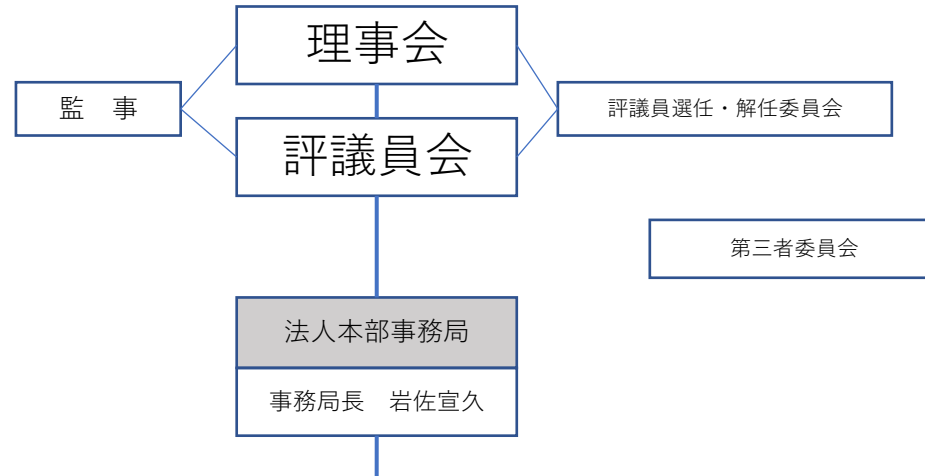 理事会
監　事
評議員選任・解任委員会
評議員会
第三者委員会
法人本部事務局
事務局長　岩佐宣久